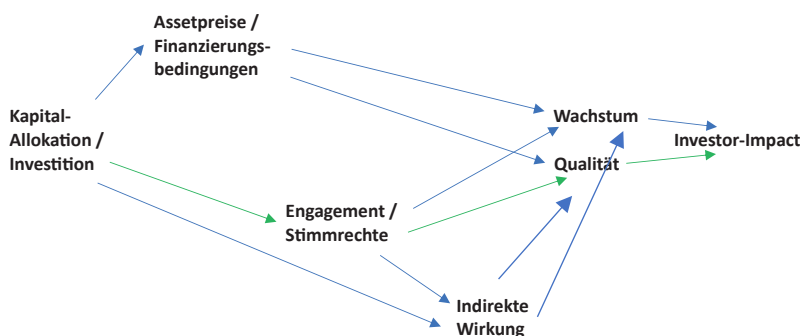 Assetpreise /
Finanzierungs-
bedingungen
Kapital-
Allokation /
Investition
Wachstum
Investor-Impact
Qualität
Engagement /
Stimmrechte
Indirekte
Wirkung